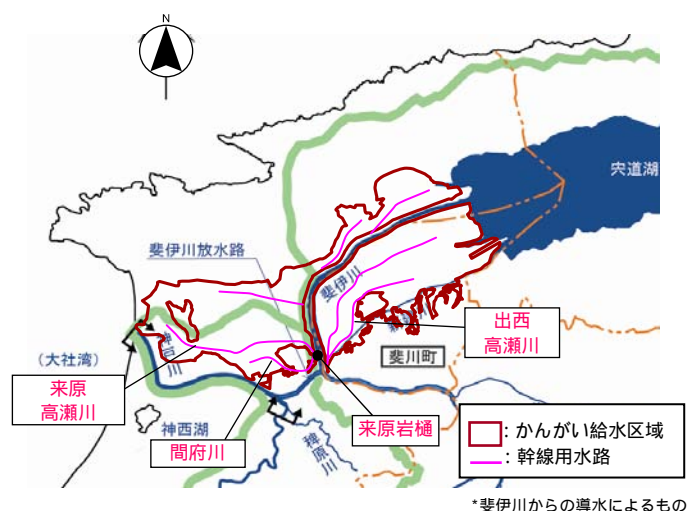 N
宍道湖
斐伊川放水路
斐伊川
出西
高瀬川
(大社湾)
斐川町
来原
高瀬川
神西湖
間府川
稗原川
来原岩樋
: かんがい給水区域
: 幹線用水路
*斐伊川からの導水によるもの